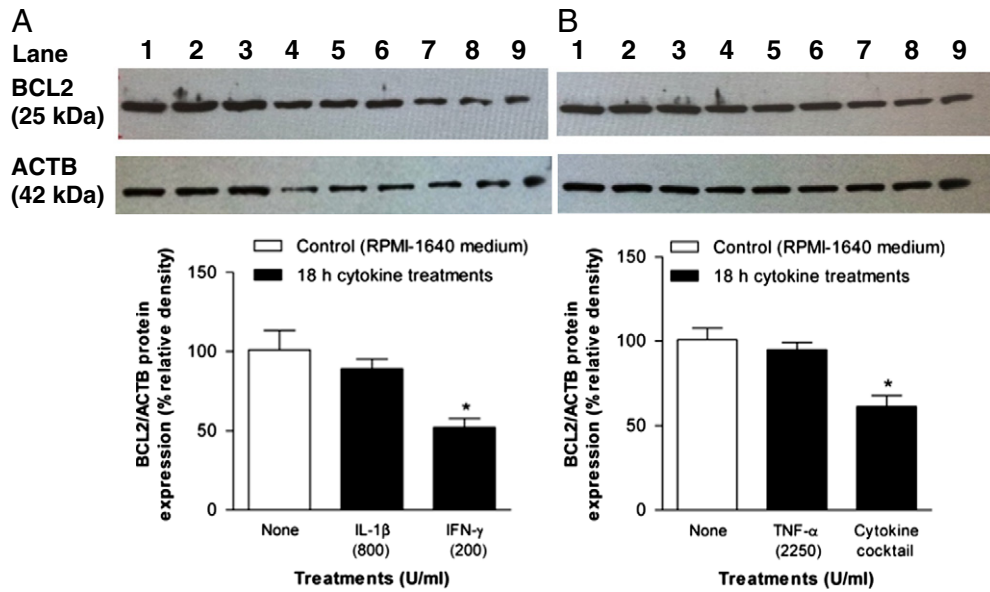 A
Lane 1 2 3 4 5 6 7 8 9
BCL2
(25 kDa)
ACTB
(42 kDa)
Control (RPMI-1640 medium)
18 h cytokine treatments
BCL2/ACTB protein
expression (% relative density)
150
100
50
0
*
None IL-1β IFN-γ
(800) (200)
Treatments (U/ml)
B
1 2 3 4 5 6 7 8 9
Control (RPMI-1640 medium)
18 h cytokine treatments
BCL2/ACTB protein
expression (% relative density)
150
100
50
0
*
None TNF-α Cytokine
(2250) cocktail
Treatments (U/ml)